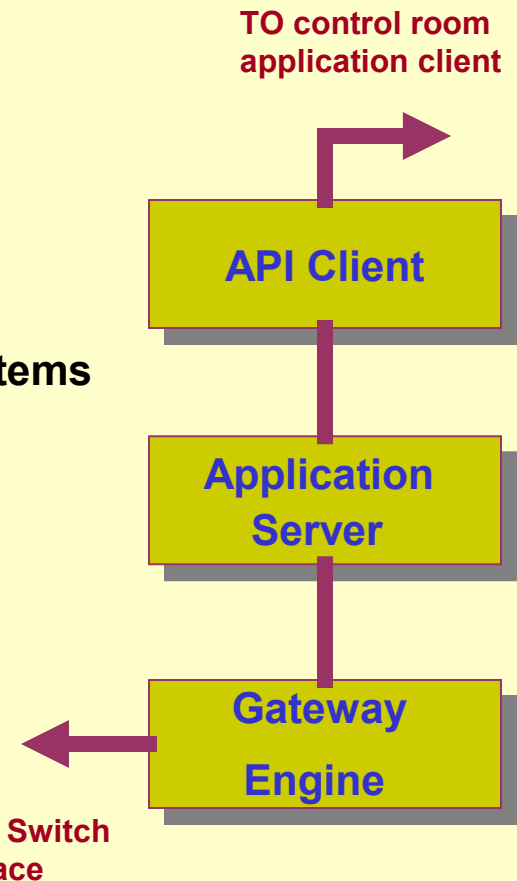 TO control room
application client
API Client
Application
Server
Gateway
Engine
Switch